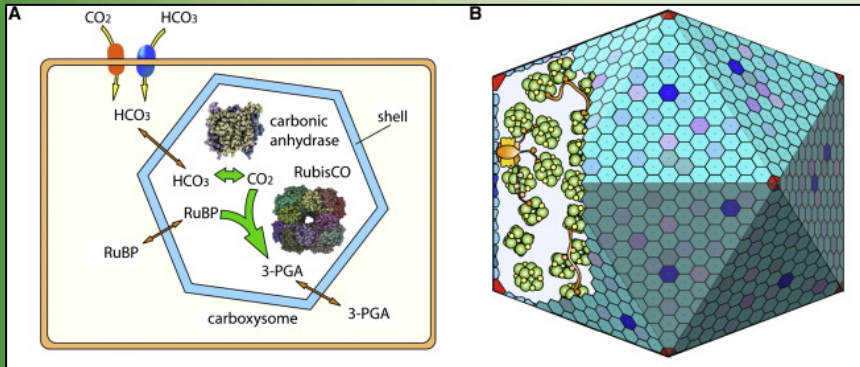 A
CO2
HCO3
HCO3
carbonic
anhydrase
shell
HCO3
CO2
RubisCO
RuBP
RuBP
3-PGA
carboxysome
3-PGA
B